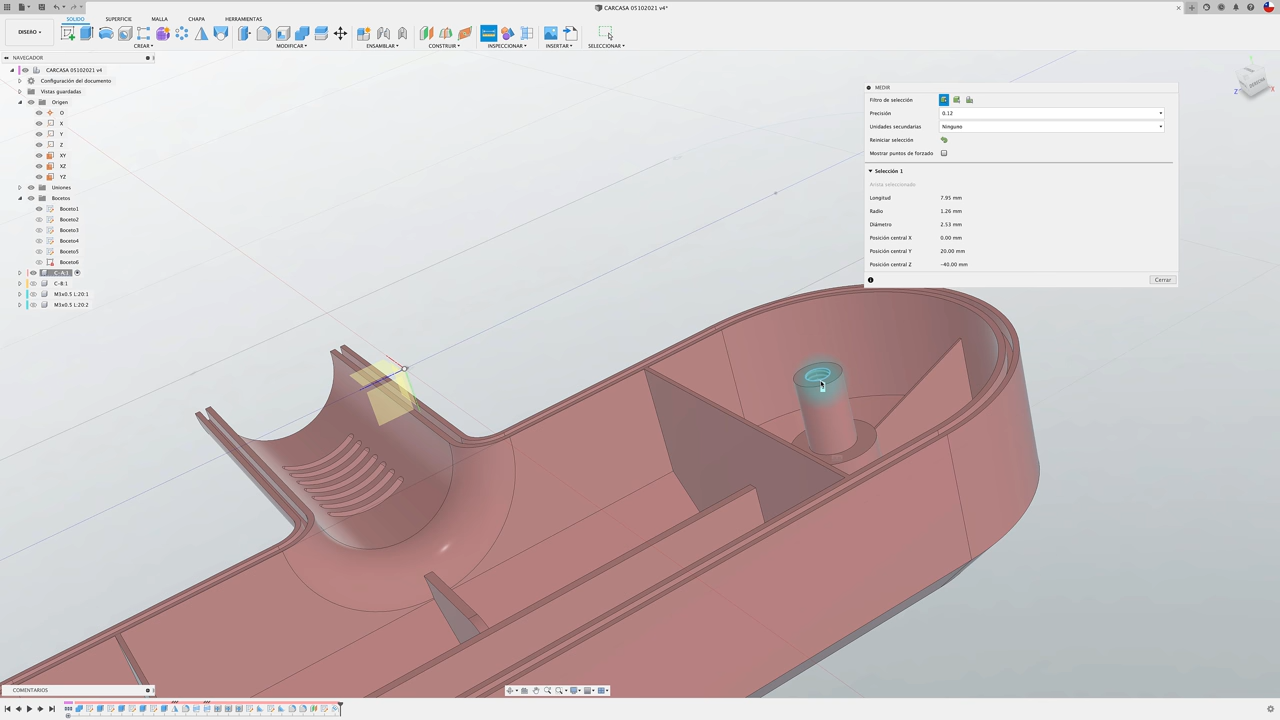 CARCASA 05102021 v4*
SÓLIDO SUPERFICIE MALLA CHAPA HERRAMIENTAS
DISEÑO
CREAR MODIFICAR ENSAMBLAR CONSTRUIR INSPECCIONAR INSERTAR SELECCIONAR
NAVEGADOR
CARCASA 05102021 v4
Configuración del documento
Vistas guardadas
Origen
O
X
Y
Z
XY
XZ
YZ
Uniones
Bocetos
Boceto1
Boceto2
Boceto3
Boceto4
Boceto5
Boceto6
C-A:1
C-B:1
M3x0.5 L:20:1
M3x0.5 L:20:2
MEDIR
Filtro de selección
Precisión 0.12
Unidades secundarias Ninguno
Reiniciar selección
Mostrar puntos de forzado
Selección 1
Arista seleccionado
Longitud 7.95 mm
Radio 1.26 mm
Diámetro 2.53 mm
Posición central X 0.00 mm
Posición central Y 20.00 mm
Posición central Z -40.00 mm
Cerrar
Z
X
COMENTARIOS